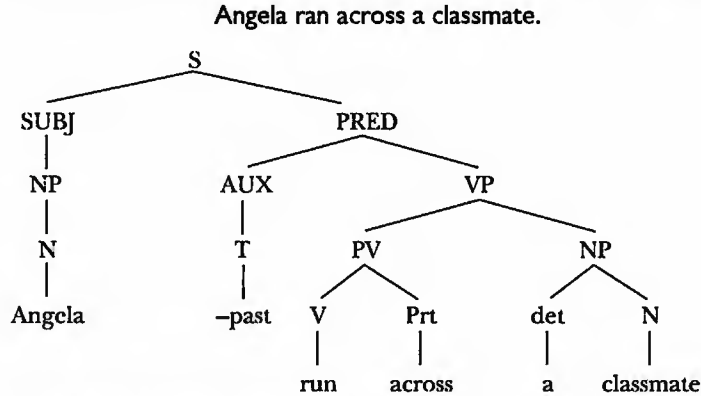 Angela ran across a classmate.
S
SUBJ PRED
NP AUX VP
N T PV NP
Angela –past V Prt det N
run across a classmate